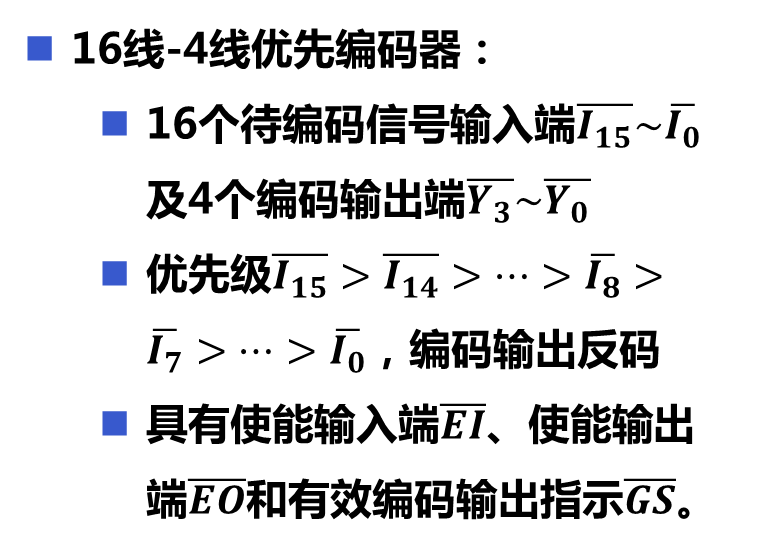 16线-4线优先编码器：
16个待编码信号输入端$\overline{I_{15}}$~$\overline{I_0}$
及4个编码输出端$\overline{Y_3}$~$\overline{Y_0}$
优先级$\overline{I_{15}}$ > $\overline{I_{14}}$ > ⋯ > $\overline{I_8}$ >
$\overline{I_7}$ > ⋯ > $\overline{I_0}$，编码输出反码
具有使能输入端$\overline{EI}$、使能输出
端$\overline{EO}$和有效编码输出指示$\overline{GS}$。